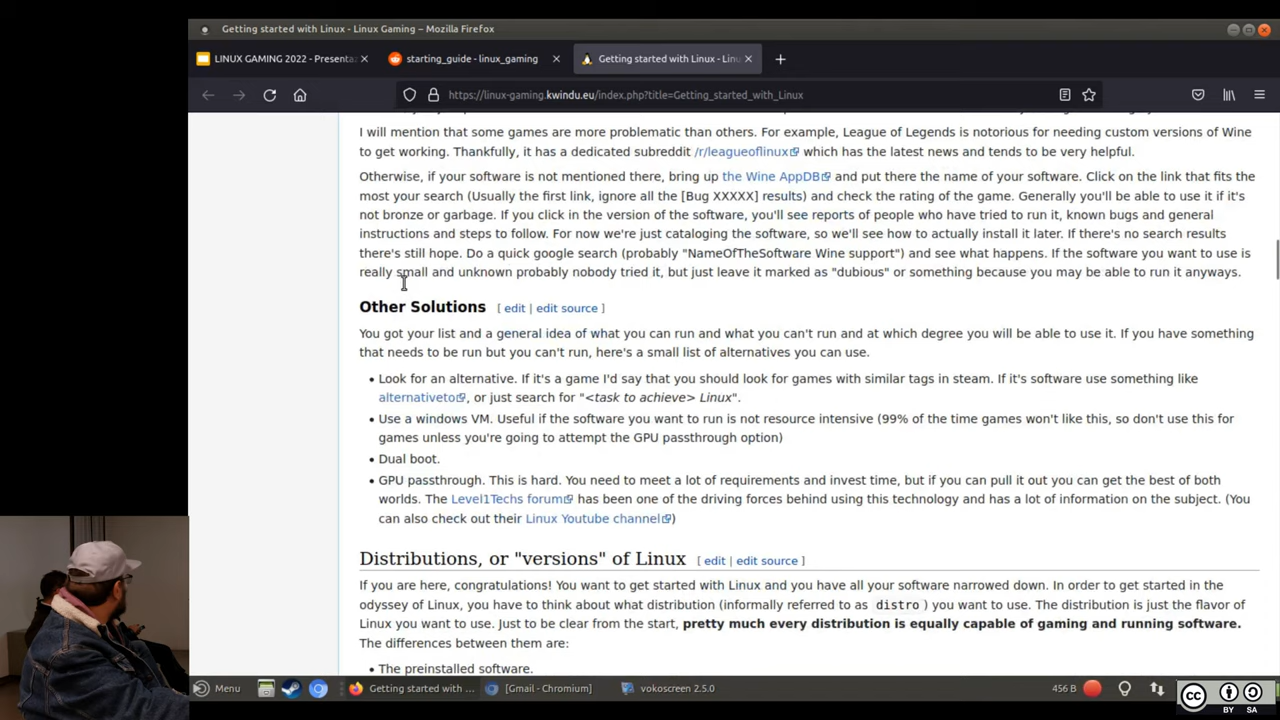 Getting started with Linux - Linux Gaming – Mozilla Firefox
LINUX GAMING 2022 - Presenta
starting_guide - linux_gaming
Getting started with Linux - Linu
https://linux-gaming.kwindu.eu/index.php?title=Getting_started_with_Linux
I will mention that some games are more problematic than others. For example, League of Legends is notorious for needing custom versions of Wine
to get working. Thankfully, it has a dedicated subreddit /r/leagueoflinux which has the latest news and tends to be very helpful.
Otherwise, if your software is not mentioned there, bring up the Wine AppDB and put there the name of your software. Click on the link that fits the
most your search (Usually the first link, ignore all the [Bug XXXXX] results) and check the rating of the game. Generally you'll be able to use it if it's
not bronze or garbage. If you click in the version of the software, you'll see reports of people who have tried to run it, known bugs and general
instructions and steps to follow. For now we're just cataloging the software, so we'll see how to actually install it later. If there's no search results
there's still hope. Do a quick google search (probably "NameOfTheSoftware Wine support") and see what happens. If the software you want to use is
really small and unknown probably nobody tried it, but just leave it marked as "dubious" or something because you may be able to run it anyways.
Other Solutions [ edit | edit source ]
You got your list and a general idea of what you can run and what you can't run and at which degree you will be able to use it. If you have something
that needs to be run but you can't run, here's a small list of alternatives you can use.
• Look for an alternative. If it's a game I'd say that you should look for games with similar tags in steam. If it's software use something like
alternativeto, or just search for "<task to achieve> Linux".
• Use a windows VM. Useful if the software you want to run is not resource intensive (99% of the time games won't like this, so don't use this for
games unless you're going to attempt the GPU passthrough option)
• Dual boot.
• GPU passthrough. This is hard. You need to meet a lot of requirements and invest time, but if you can pull it out you can get the best of both
worlds. The Level1Techs forum has been one of the driving forces behind using this technology and has a lot of information on the subject. (You
can also check out their Linux Youtube channel)
Distributions, or "versions" of Linux [ edit | edit source ]
If you are here, congratulations! You want to get started with Linux and you have all your software narrowed down. In order to get started in the
odyssey of Linux, you have to think about what distribution (informally referred to as distro ) you want to use. The distribution is just the flavor of
Linux you want to use. Just to be clear from the start, pretty much every distribution is equally capable of gaming and running software.
The differences between them are:
• The preinstalled software.
Menu
Getting started with ...
[Gmail - Chromium]
vokoscreen 2.5.0
456 B
CC BY SA